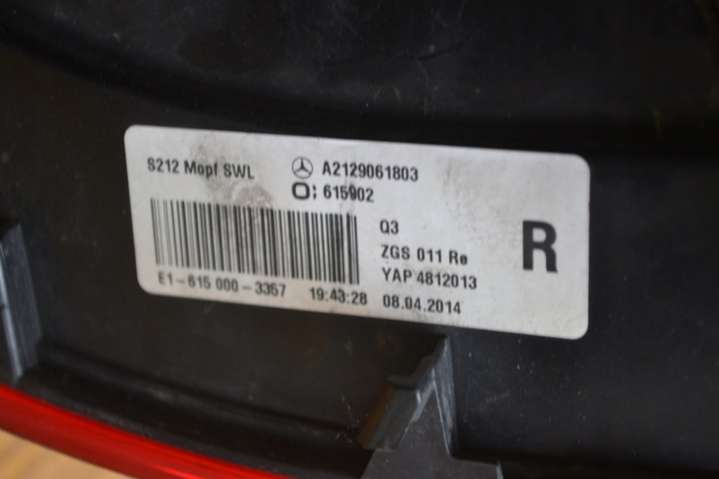 S212 Mopf SWL A2129061803
O: 615902
Q3
ZGS 011 Re
YAP 4812013
R
E1-615 000-3357 19:43:28 08.04.2014